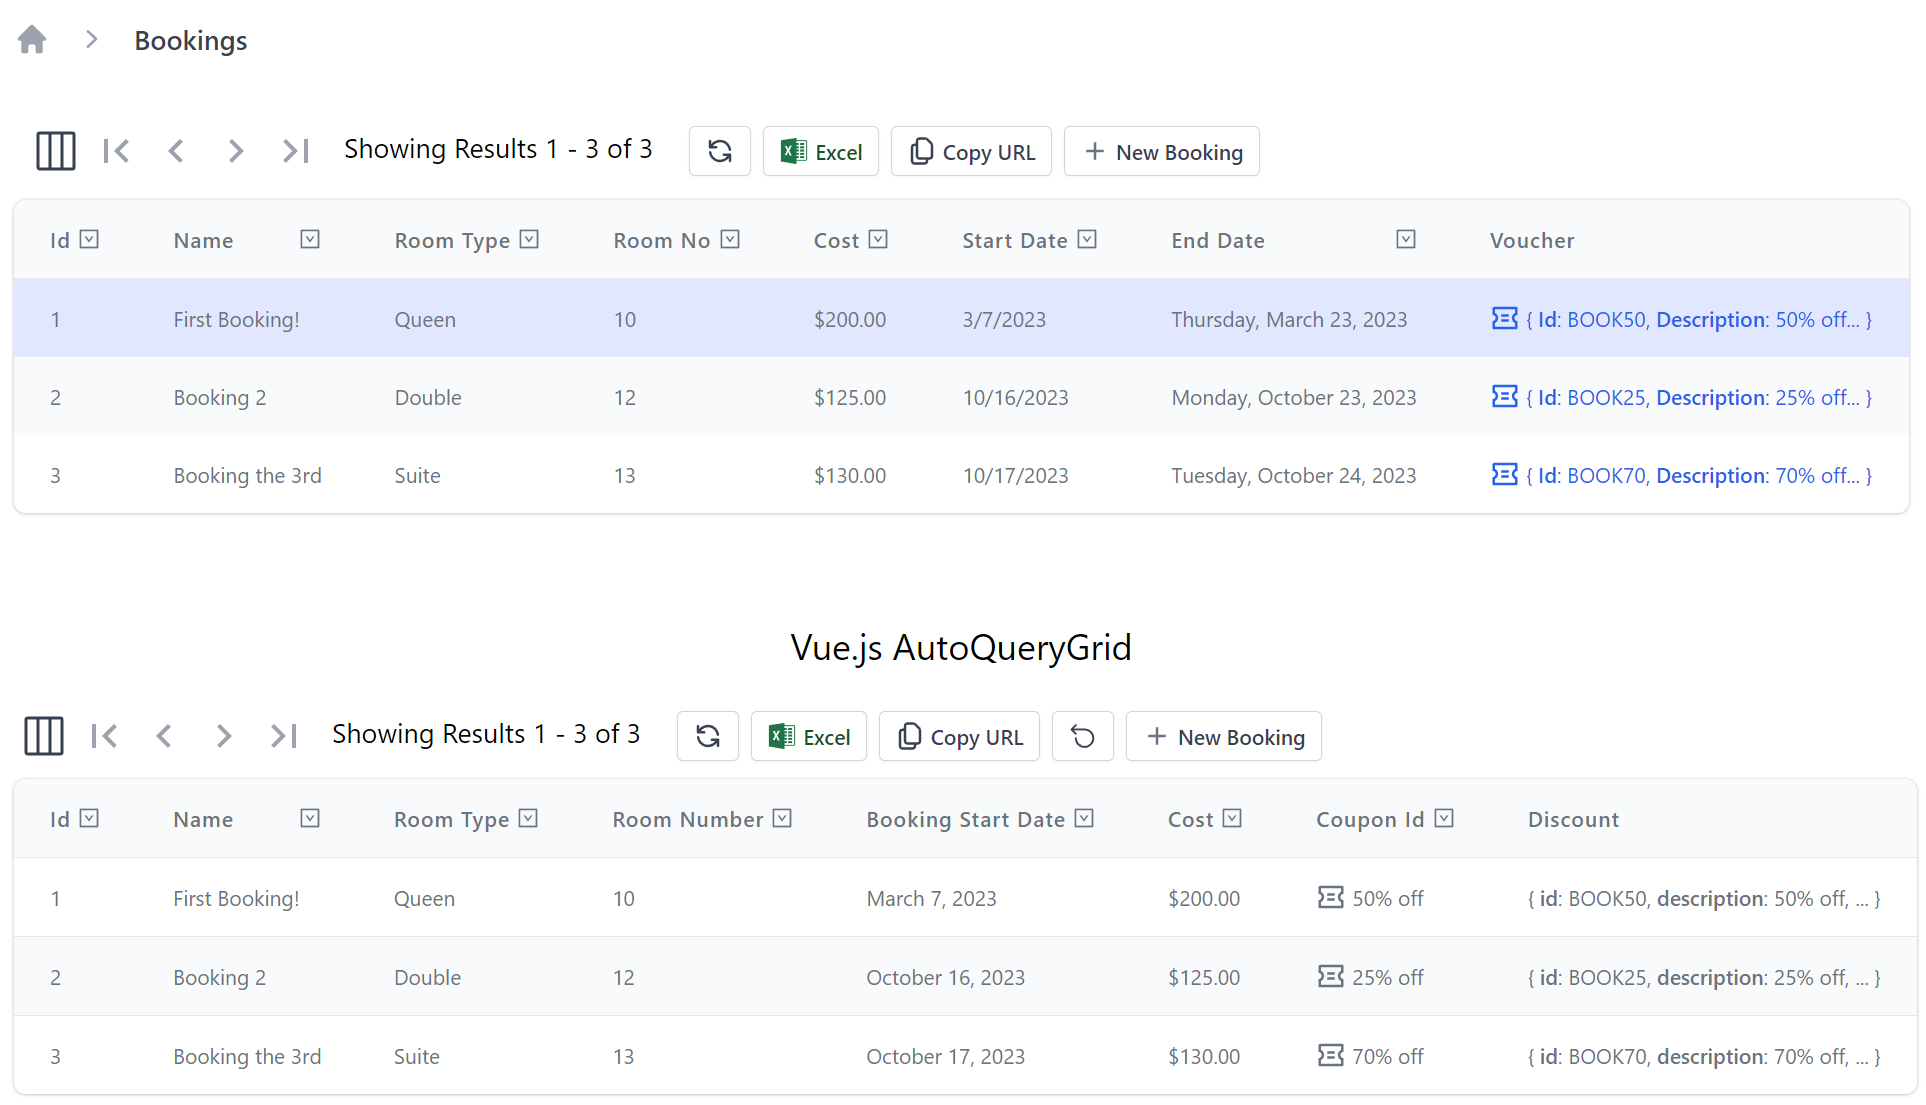 Bookings
Showing Results 1 - 3 of 3 Excel Copy URL + New Booking
Id Name Room Type Room No Cost Start Date End Date Voucher
1 First Booking! Queen 10 $200.00 3/7/2023 Thursday, March 23, 2023 { Id: BOOK50, Description: 50% off... }
2 Booking 2 Double 12 $125.00 10/16/2023 Monday, October 23, 2023 { Id: BOOK25, Description: 25% off... }
3 Booking the 3rd Suite 13 $130.00 10/17/2023 Tuesday, October 24, 2023 { Id: BOOK70, Description: 70% off... }
Vue.js AutoQueryGrid
Showing Results 1 - 3 of 3 Excel Copy URL + New Booking
Id Name Room Type Room Number Booking Start Date Cost Coupon Id Discount
1 First Booking! Queen 10 March 7, 2023 $200.00 50% off { id: BOOK50, description: 50% off, ... }
2 Booking 2 Double 12 October 16, 2023 $125.00 25% off { id: BOOK25, description: 25% off, ... }
3 Booking the 3rd Suite 13 October 17, 2023 $130.00 70% off { id: BOOK70, description: 70% off, ... }